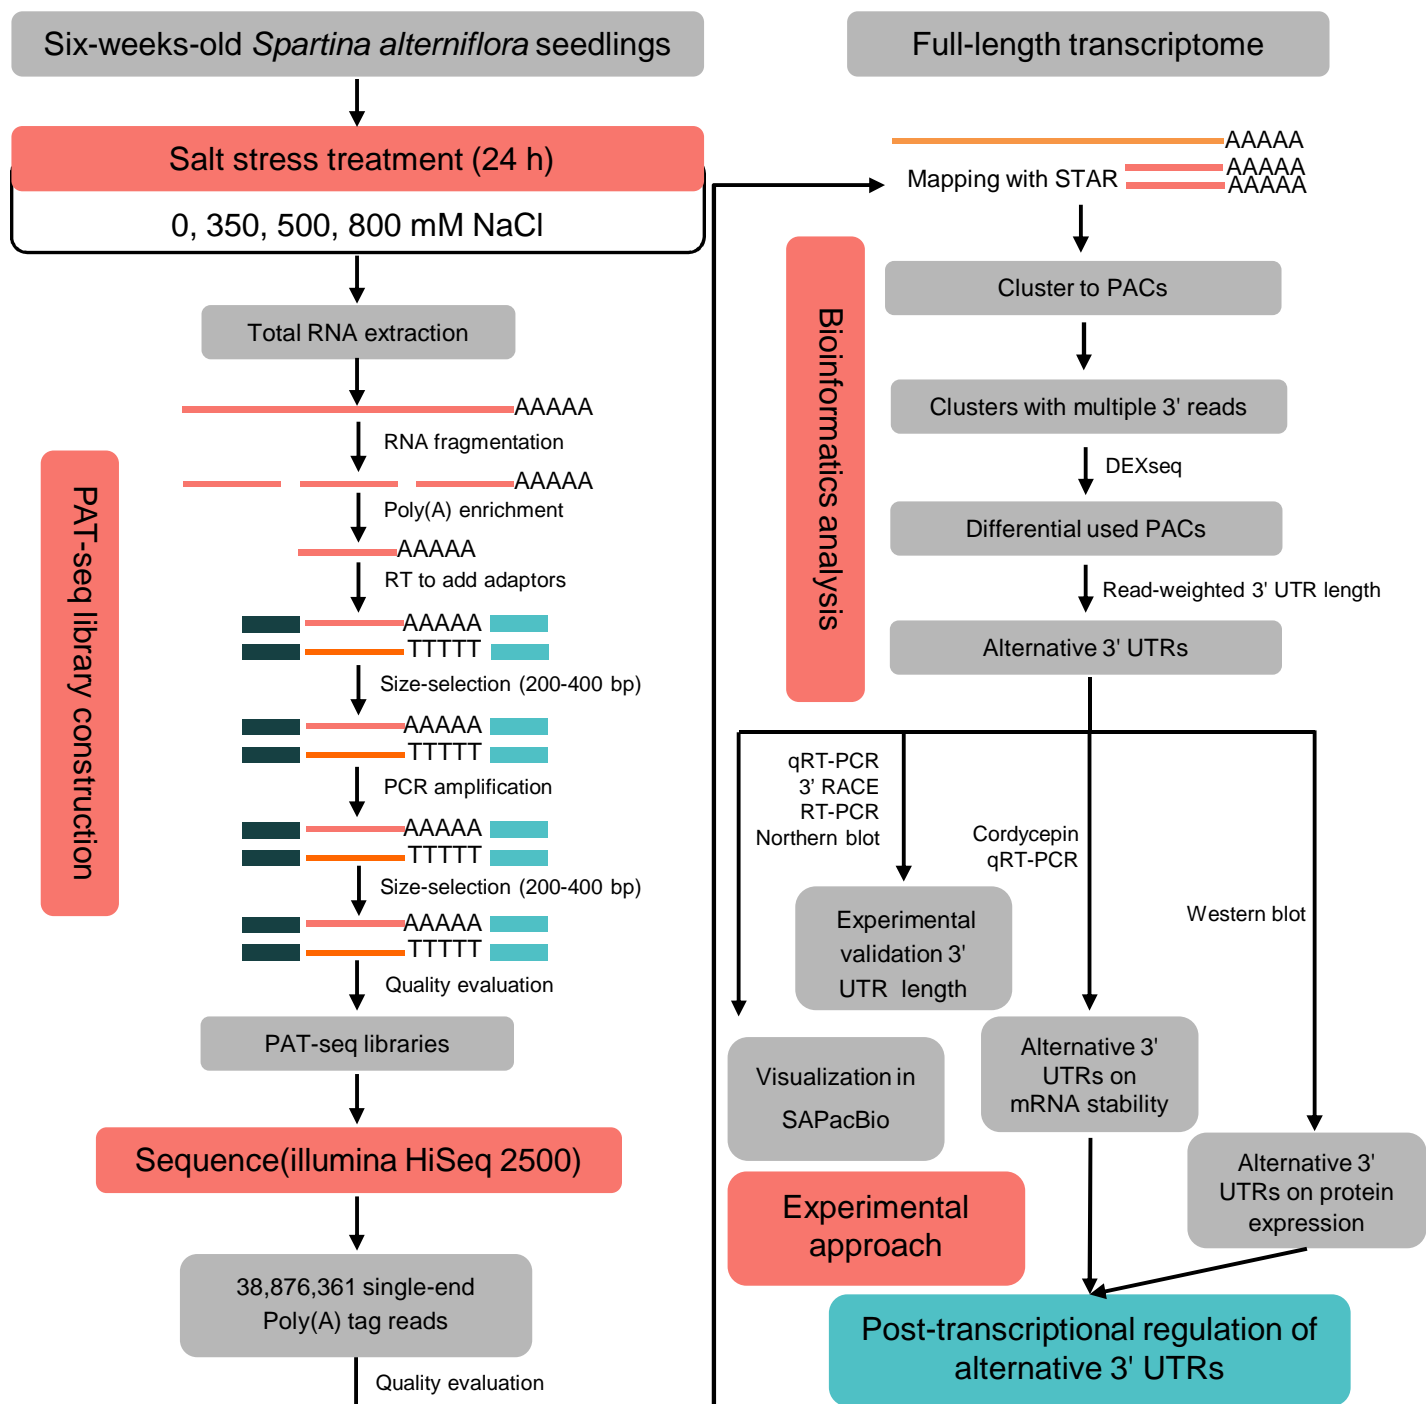 Six-weeks-old Spartina alterniflora seedlings
Salt stress treatment (24 h)
0, 350, 500, 800 mM NaCl
Total RNA extraction
AAAAA
RNA fragmentation
AAAAA
Poly(A) enrichment
AAAAA
RT to add adaptors
AAAAA
TTTTT
Size-selection (200-400 bp)
AAAAA
TTTTT
PCR amplification
AAAAA
TTTTT
Size-selection (200-400 bp)
AAAAA
TTTTT
Quality evaluation
PAT-seq library construction
PAT-seq libraries
Sequence(illumina HiSeq 2500)
38,876,361 single-end
Poly(A) tag reads
Quality evaluation
Full-length transcriptome
AAAAA
Mapping with STAR
AAAAA
AAAAA
Cluster to PACs
Clusters with multiple 3' reads
DEXseq
Differential used PACs
Read-weighted 3' UTR length
Alternative 3' UTRs
Bioinformatics analysis
qRT-PCR
3' RACE
RT-PCR
Northern blot
Cordycepin
qRT-PCR
Western blot
Experimental
validation 3'
UTR length
Visualization in
SAPacBio
Alternative 3'
UTRs on
mRNA stability
Alternative 3'
UTRs on protein
expression
Experimental
approach
Post-transcriptional regulation of
alternative 3' UTRs